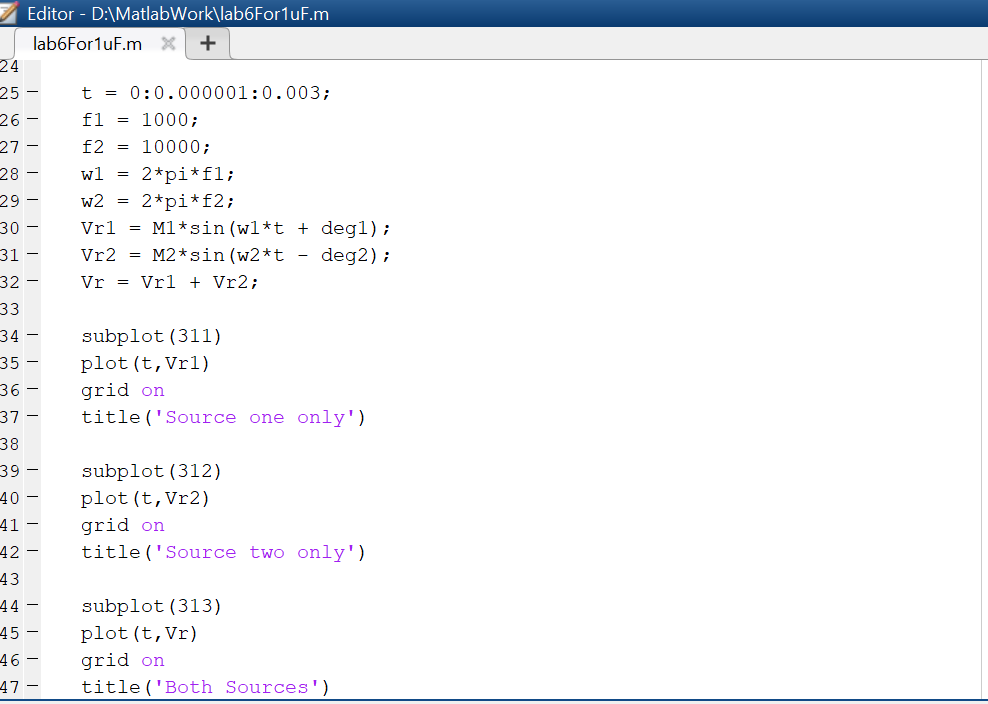 Editor - D:\MatlabWork\lab6For1uF.m
lab6For1uF.m
24
25 t = 0:0.000001:0.003;
26 f1 = 1000;
27 f2 = 10000;
28 w1 = 2*pi*f1;
29 w2 = 2*pi*f2;
30 Vr1 = M1*sin(w1*t + deg1);
31 Vr2 = M2*sin(w2*t - deg2);
32 Vr = Vr1 + Vr2;
33
34 subplot(311)
35 plot(t,Vr1)
36 grid on
37 title('Source one only')
38
39 subplot(312)
40 plot(t,Vr2)
41 grid on
42 title('Source two only')
43
44 subplot(313)
45 plot(t,Vr)
46 grid on
47 title('Both Sources')